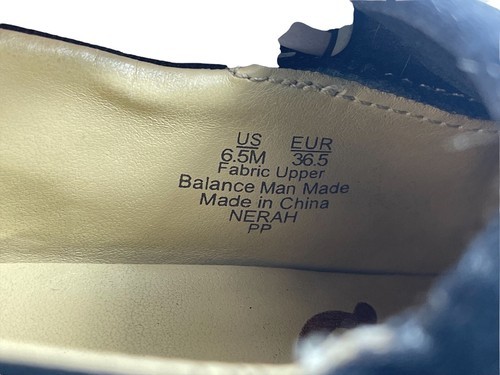 US EUR
6.5M 36.5
Fabric Upper
Balance Man Made
Made in China
NERAH
PP